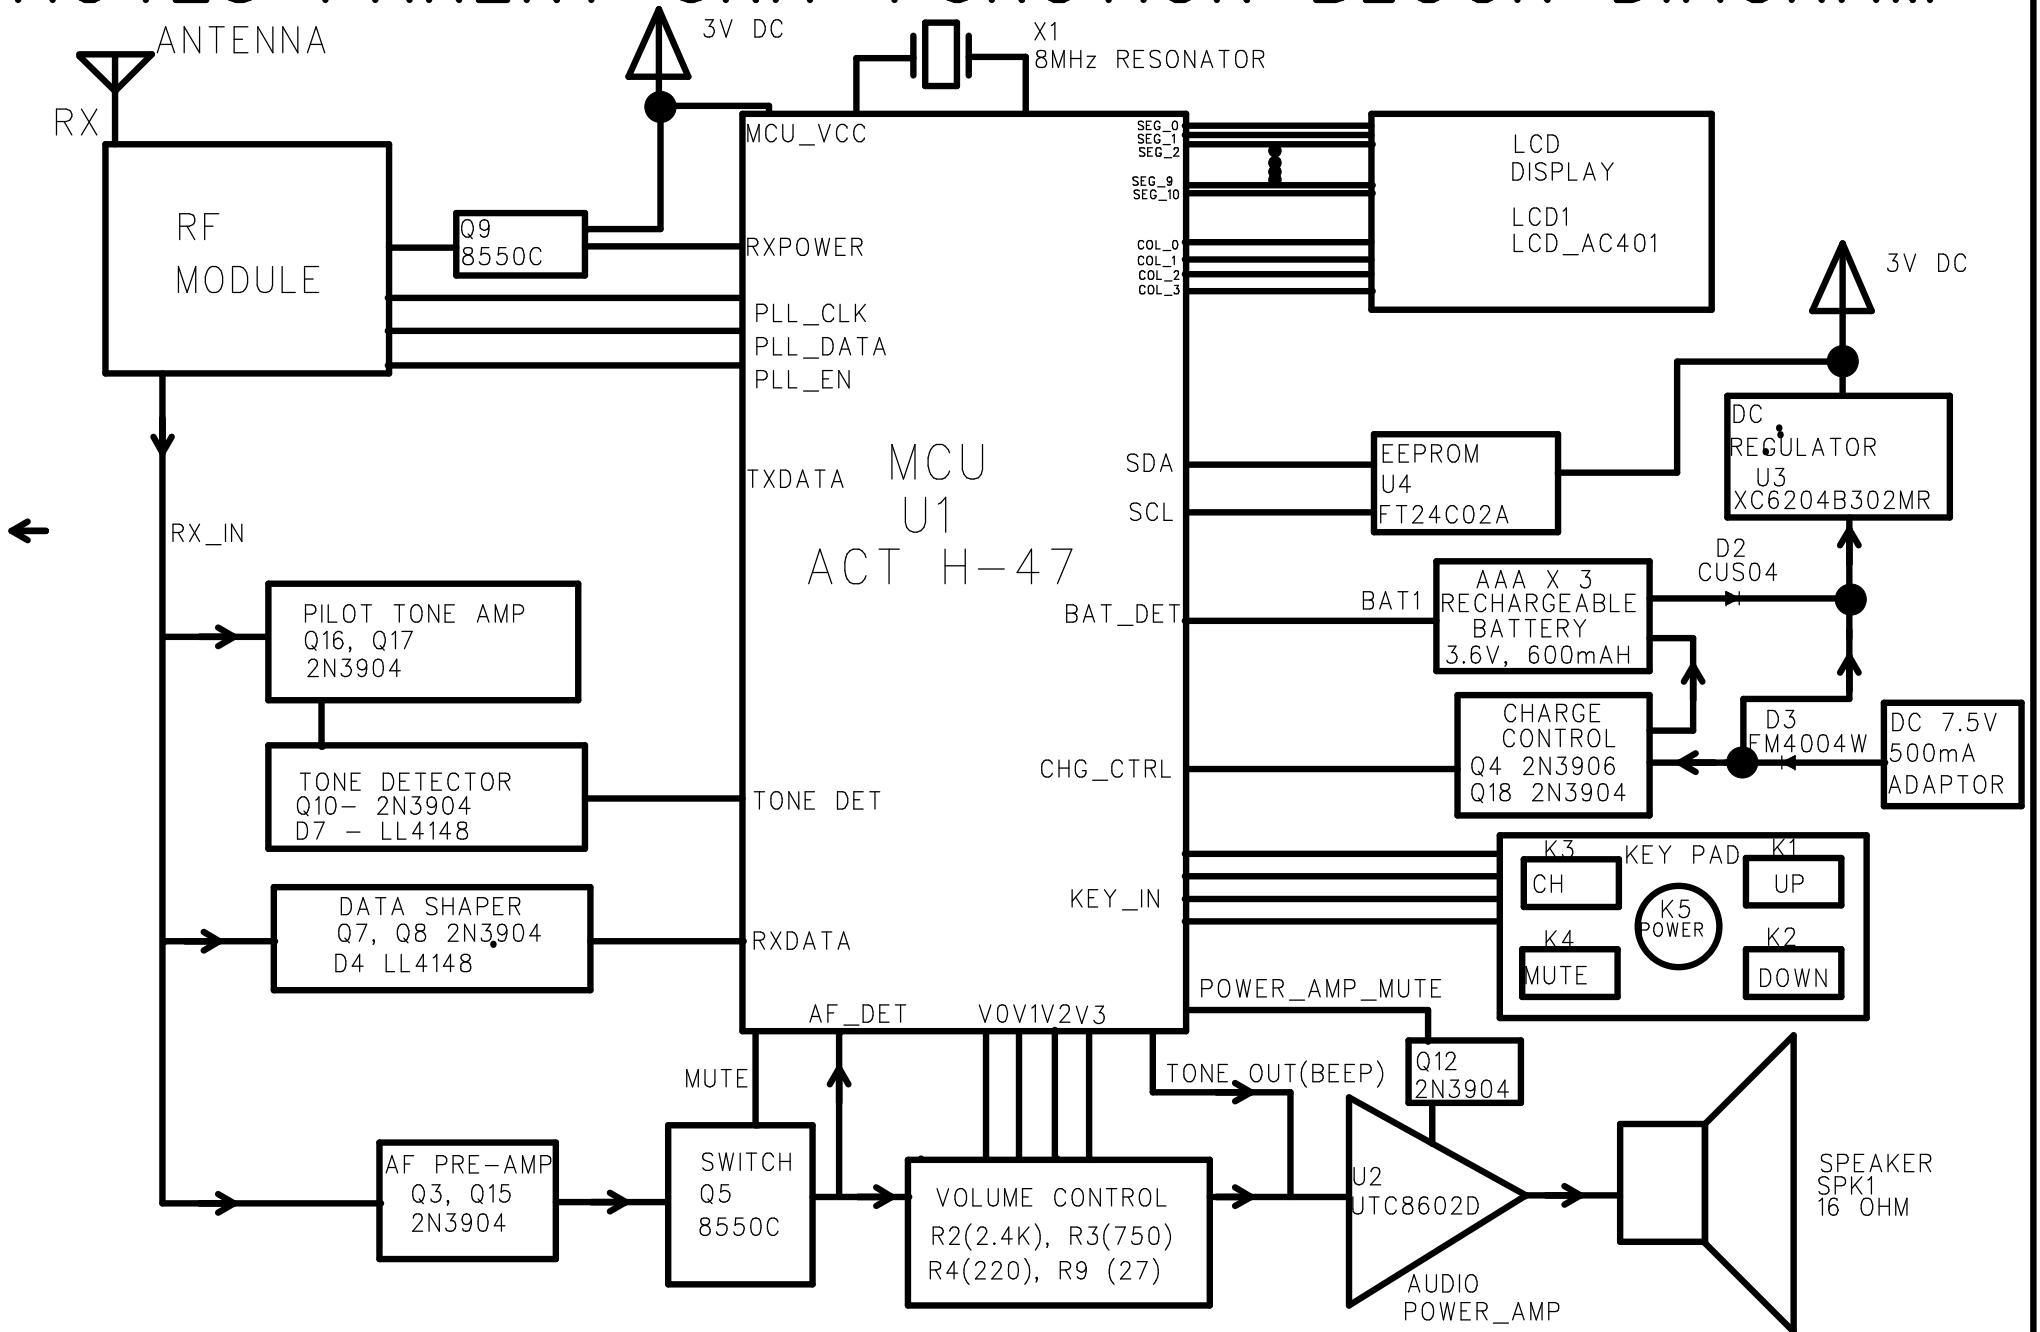 PARENT UNIT FUNCTION BLOCK DIAGRAM
ANTENNA
RX
3V DC
X1
8MHz RESONATOR
RF
MODULE
Q9
8550C
MCU_VCC
RXPOWER
PLL_CLK
PLL_DATA
PLL_EN
TXDATA
MCU
U1
ACT H-47
SEG_0
SEG_1
SEG_2
SEG_9
SEG_10
COL_0
COL_1
COL_2
COL_3
LCD
DISPLAY
LCD1
LCD_AC401
3V DC
DC
REGULATOR
U3
XC6204B302MR
SDA
SCL
EEPROM
U4
FT24C02A
RX_IN
PILOT TONE AMP
Q16, Q17
2N3904
TONE DETECTOR
Q10- 2N3904
D7 - LL4148
TONE DET
DATA SHAPER
Q7, Q8 2N3904
D4 LL4148
RXDATA
BAT_DET
BAT1
AAA X 3
RECHARGEABLE
BATTERY
3.6V, 600mAH
D2
CUS04
CHG_CTRL
CHARGE
CONTROL
Q4 2N3906
Q18 2N3904
D3
FM4004W
DC 7.5V
500mA
ADAPTOR
KEY_IN
K3
CH
KEY PAD
K1
UP
K5
POWER
K4
MUTE
K2
DOWN
POWER_AMP_MUTE
AF_DET
V0V1V2V3
MUTE
TONE OUT(BEEP)
Q12
2N3904
AF PRE-AMP
Q3, Q15
2N3904
SWITCH
Q5
8550C
VOLUME CONTROL
R2(2.4K), R3(750)
R4(220), R9 (27)
U2
UTC8602D
AUDIO
POWER_AMP
SPEAKER
SPK1
16 OHM